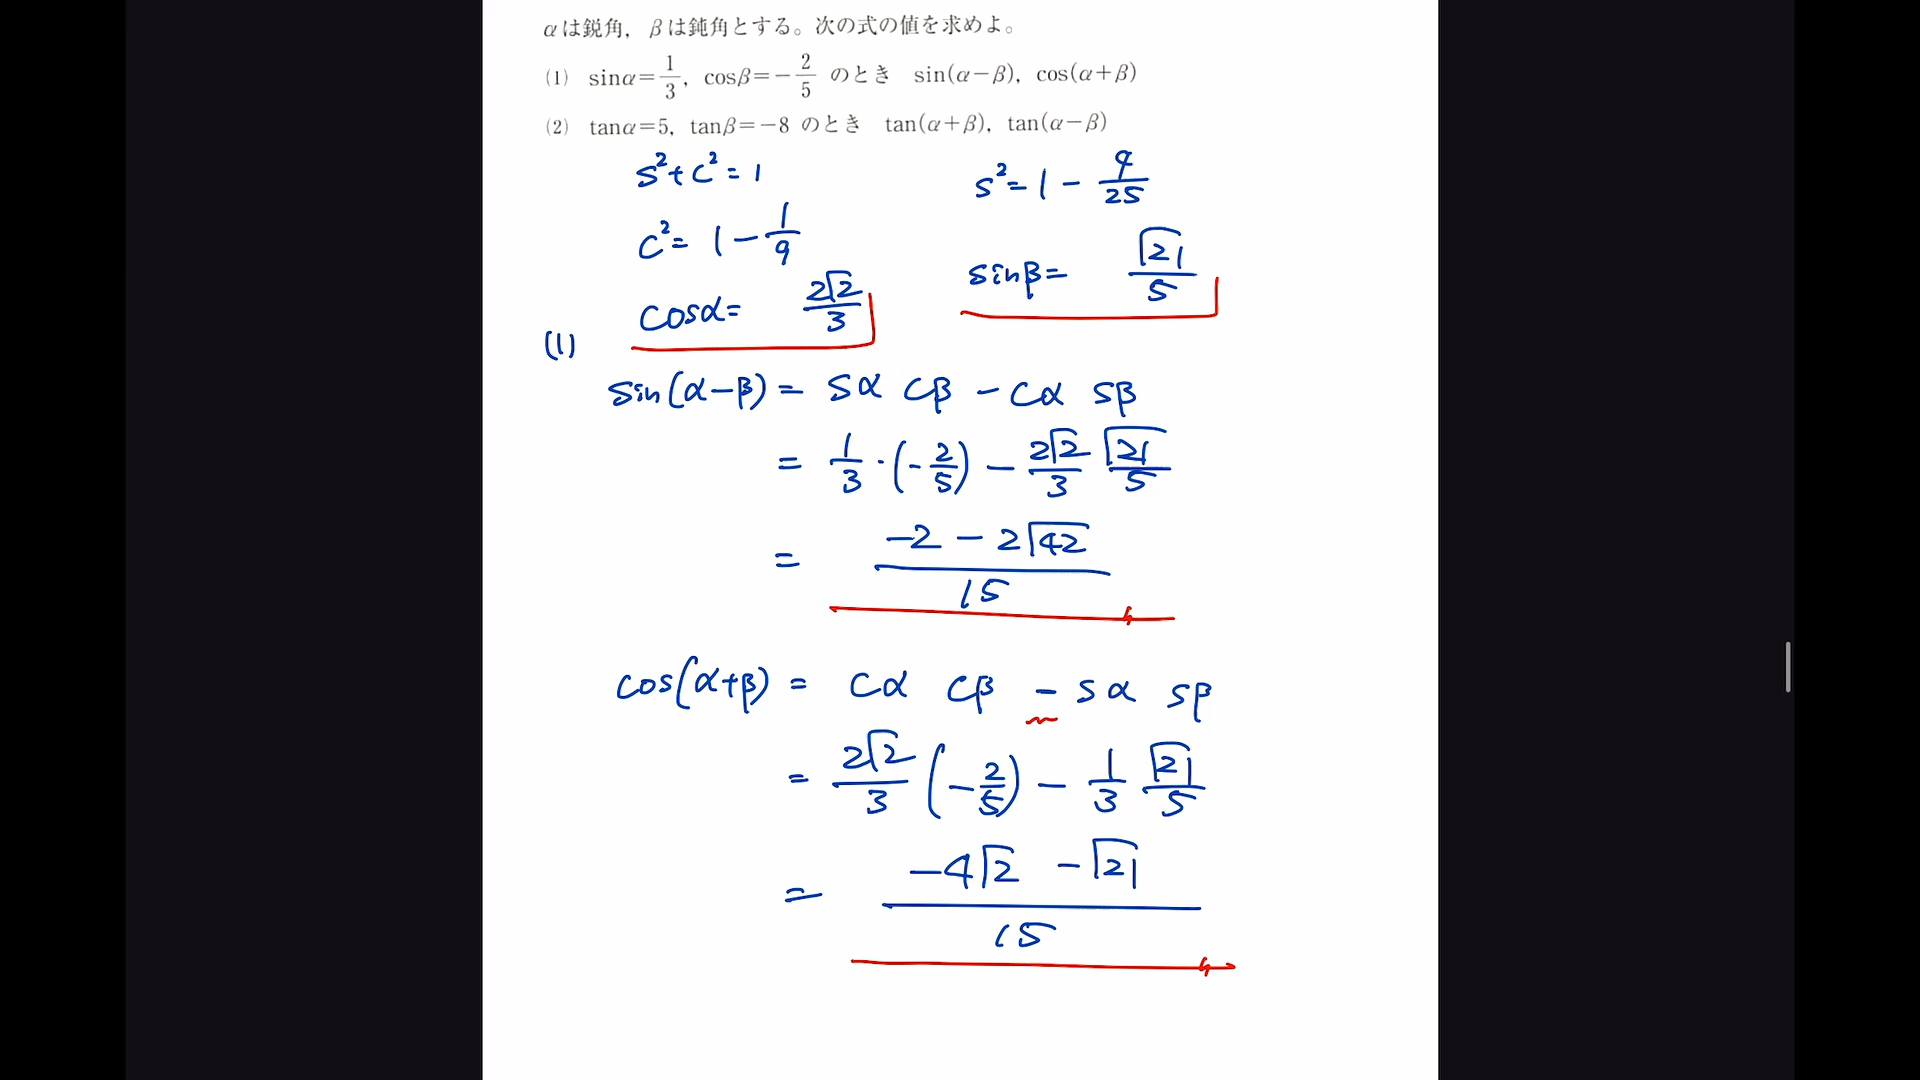 αは鋭角，βは鈍角とする。次の式の値を求めよ。
(1) sinα=1/3, cosβ=−2/5 のとき sin(α−β), cos(α+β)
(2) tanα=5, tanβ=−8 のとき tan(α+β), tan(α−β)
s²+c²=1
c²=1−1/9
cosα= 2√2/3
s²=1−4/25
sinβ= √21/5
(1)
sin(α−β)= sα cβ − cα sβ
= 1/3・(−2/5) − 2√2/3 √21/5
= (−2−2√42)/15
cos(α+β)= cα cβ − sα sβ
= 2√2/3 (−2/5) − 1/3 √21/5
= (−4√2 −√21)/15